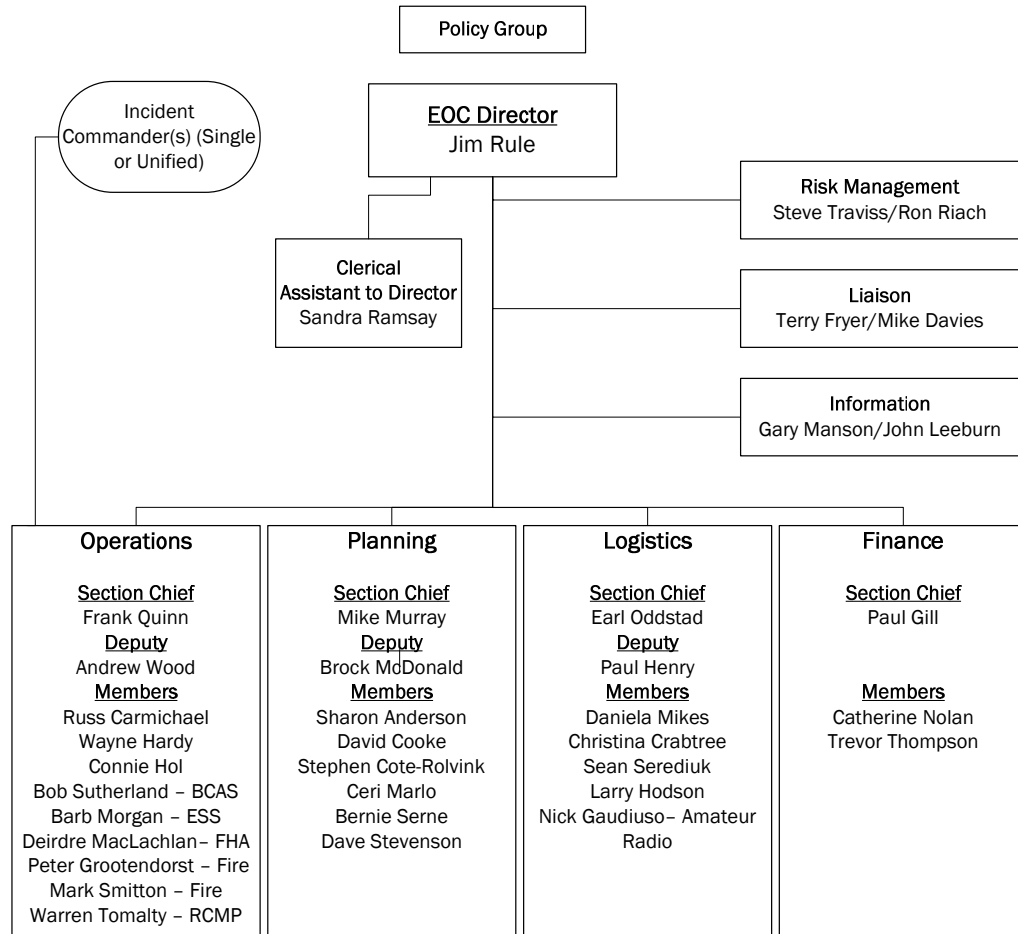 Policy Group
Incident
Commander(s) (Single
or Unified)
EOC Director
Jim Rule
Risk Management
Steve Traviss/Ron Riach
Clerical
Assistant to Director
Sandra Ramsay
Liaison
Terry Fryer/Mike Davies
Information
Gary Manson/John Leeburn
Operations
Section Chief
Frank Quinn
Deputy
Andrew Wood
Members
Russ Carmichael
Wayne Hardy
Connie Hol
Bob Sutherland – BCAS
Barb Morgan – ESS
Deirdre MacLachlan– FHA
Peter Grootendorst – Fire
Mark Smitton – Fire
Warren Tomalty – RCMP
Planning
Section Chief
Mike Murray
Deputy
Brock McDonald
Members
Sharon Anderson
David Cooke
Stephen Cote-Rolvink
Ceri Marlo
Bernie Serne
Dave Stevenson
Logistics
Section Chief
Earl Oddstad
Deputy
Paul Henry
Members
Daniela Mikes
Christina Crabtree
Sean Serediuk
Larry Hodson
Nick Gaudiuso– Amateur
Radio
Finance
Section Chief
Paul Gill
Members
Catherine Nolan
Trevor Thompson